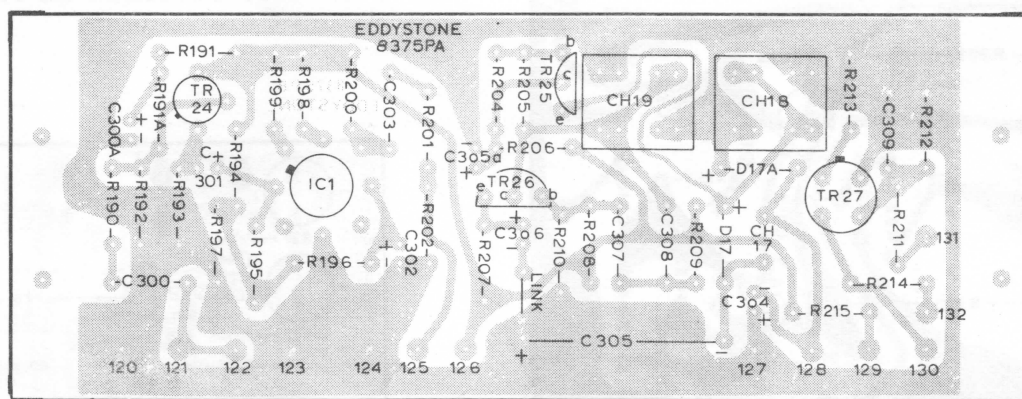 EDDYSTONE
8375PA
-R191-
TR
24
-R199-
-R198-
-R200-
-C303-
-R201-
-R204-
-R205-
TR25
b
c
e
CH19
CH18
-R213-
-C309-
-R212-
-C300A-
-R191A-
+
C+
301
-R194-
IC1
-R206-
-
C3o5a
+
TR26
e
c
b
+
-D17A-
TR27
-R190-
-R192-
-R193-
-R197-
-R195-
-R196-
+
-
C302
-R202-
-R207-
+
C3o6
-
-R210-
-R208-
-C307-
-C308-
-R209-
+
-D17-
CH
17
-R211-
131
-C300-
LINK
C3o4
-
+
-R215-
-R214-
132
+
C305
-
120
121
122
123
124
125
126
127
128
129
130